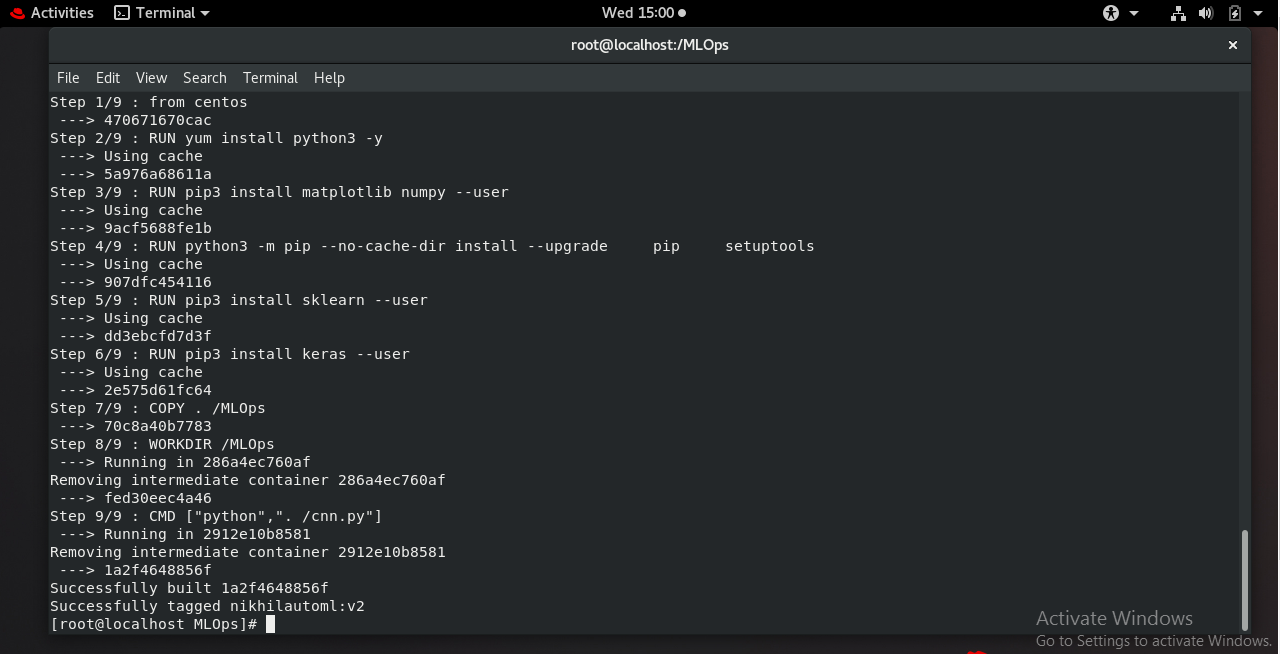 Activities Terminal Wed 15:00
root@localhost:/MLOps
File Edit View Search Terminal Help
Step 1/9 : from centos
 ---> 470671670cac
Step 2/9 : RUN yum install python3 -y
 ---> Using cache
 ---> 5a976a68611a
Step 3/9 : RUN pip3 install matplotlib numpy --user
 ---> Using cache
 ---> 9acf5688fe1b
Step 4/9 : RUN python3 -m pip --no-cache-dir install --upgrade     pip     setuptools
 ---> Using cache
 ---> 907dfc454116
Step 5/9 : RUN pip3 install sklearn --user
 ---> Using cache
 ---> dd3ebcfd7d3f
Step 6/9 : RUN pip3 install keras --user
 ---> Using cache
 ---> 2e575d61fc64
Step 7/9 : COPY . /MLOps
 ---> 70c8a40b7783
Step 8/9 : WORKDIR /MLOps
 ---> Running in 286a4ec760af
Removing intermediate container 286a4ec760af
 ---> fed30eec4a46
Step 9/9 : CMD ["python",". /cnn.py"]
 ---> Running in 2912e10b8581
Removing intermediate container 2912e10b8581
 ---> 1a2f4648856f
Successfully built 1a2f4648856f
Successfully tagged nikhilautoml:v2
[root@localhost MLOps]#
Activate Windows
Go to Settings to activate Windows.